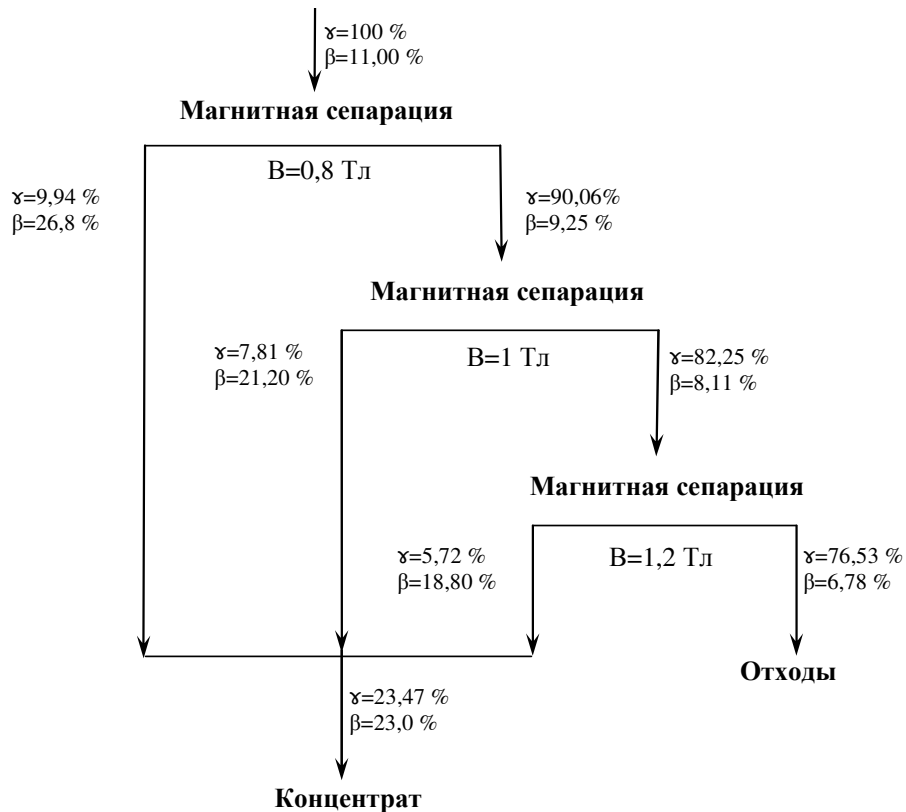 ɤ=100 %
β=11,00 %
Магнитная сепарация
B=0,8 Тл
ɤ=9,94 %
β=26,8 %
ɤ=90,06%
β=9,25 %
Магнитная сепарация
B=1 Тл
ɤ=7,81 %
β=21,20 %
ɤ=82,25%
β=8,11 %
Магнитная сепарация
B=1,2 Тл
ɤ=5,72 %
β=18,80 %
ɤ=76,53%
β=6,78 %
Отходы
ɤ=23,47 %
β=23,0 %
Концентрат